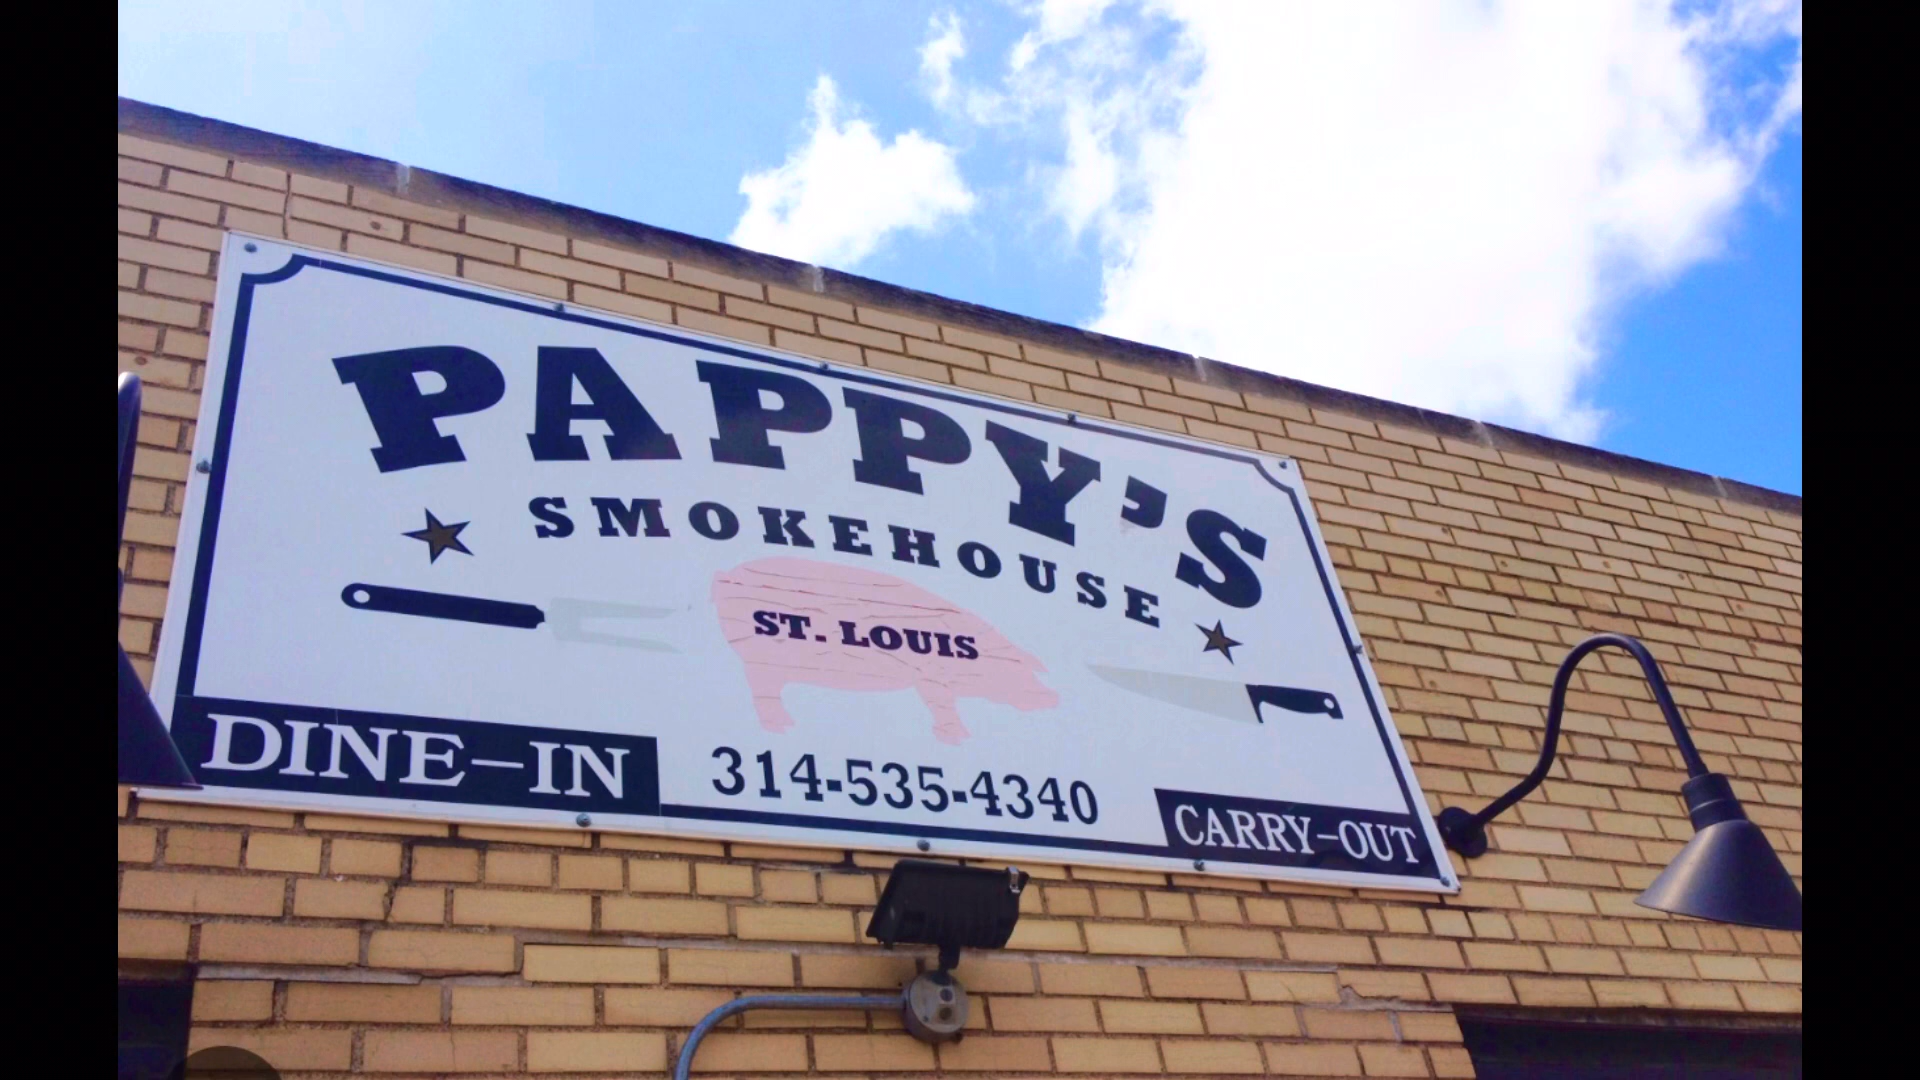 PAPPY'S
SMOKEHOUSE
ST. LOUIS
DINE-IN
314-535-4340
CARRY-OUT